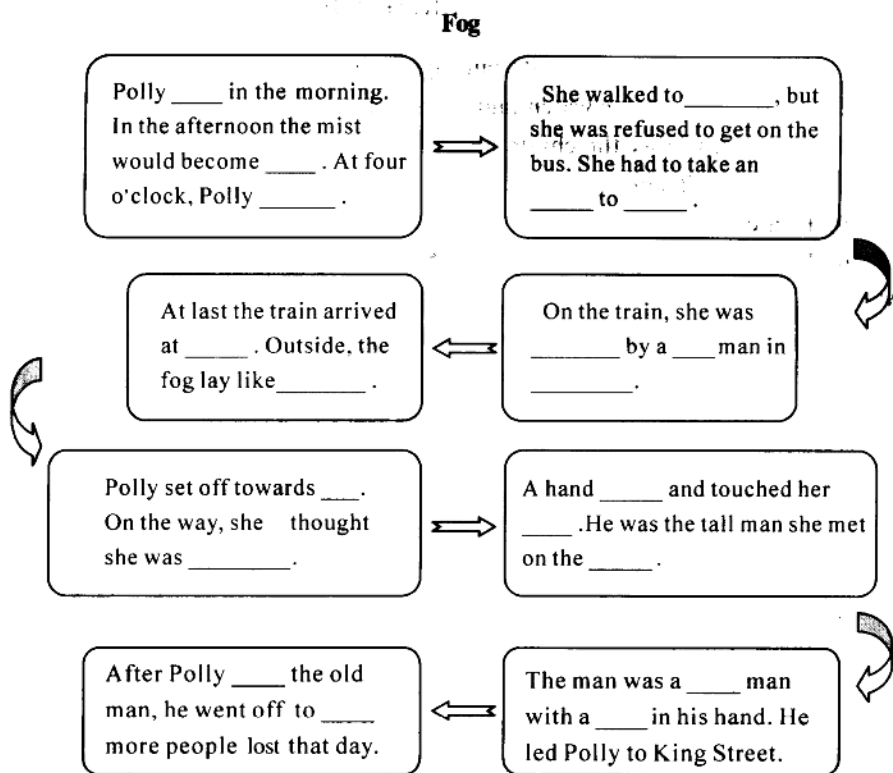 Fog
Polly ____ in the morning.
In the afternoon the mist
would become ____ . At four
o'clock, Polly ______ .
She walked to_______, but
she was refused to get on the
bus. She had to take an
_____ to _____ .
On the train, she was
_______ by a ___man in
________.
At last the train arrived
at _____ . Outside, the
fog lay like_______ .
Polly set off towards ___.
On the way, she thought
she was ________.
A hand _____ and touched her
____ .He was the tall man she met
on the _____ .
The man was a ____ man
with a ____ in his hand. He
led Polly to King Street.
After Polly ____ the old
man, he went off to ____
more people lost that day.